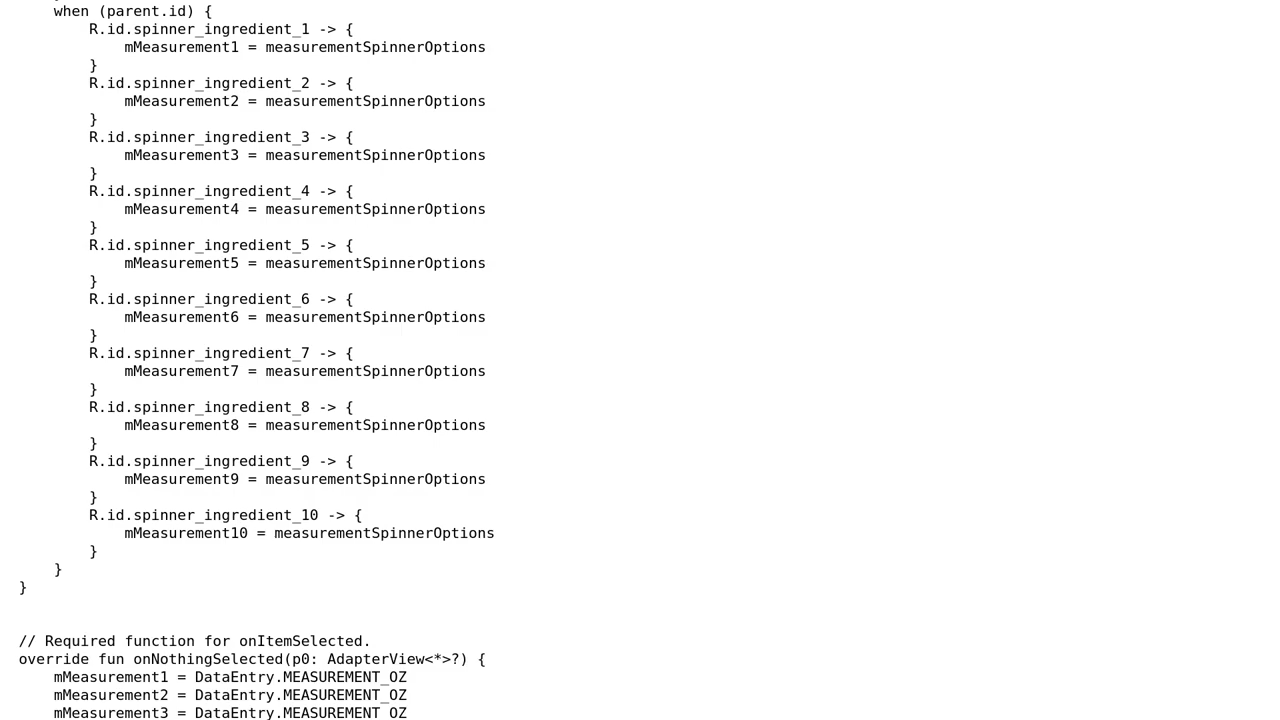 when (parent.id) {
R.id.spinner_ingredient_1 -> {
mMeasurement1 = measurementSpinnerOptions
}
R.id.spinner_ingredient_2 -> {
mMeasurement2 = measurementSpinnerOptions
}
R.id.spinner_ingredient_3 -> {
mMeasurement3 = measurementSpinnerOptions
}
R.id.spinner_ingredient_4 -> {
mMeasurement4 = measurementSpinnerOptions
}
R.id.spinner_ingredient_5 -> {
mMeasurement5 = measurementSpinnerOptions
}
R.id.spinner_ingredient_6 -> {
mMeasurement6 = measurementSpinnerOptions
}
R.id.spinner_ingredient_7 -> {
mMeasurement7 = measurementSpinnerOptions
}
R.id.spinner_ingredient_8 -> {
mMeasurement8 = measurementSpinnerOptions
}
R.id.spinner_ingredient_9 -> {
mMeasurement9 = measurementSpinnerOptions
}
R.id.spinner_ingredient_10 -> {
mMeasurement10 = measurementSpinnerOptions
}
}
}
// Required function for onItemSelected.
override fun onNothingSelected(p0: AdapterView<*>?) {
mMeasurement1 = DataEntry.MEASUREMENT_OZ
mMeasurement2 = DataEntry.MEASUREMENT_OZ
mMeasurement3 = DataEntry.MEASUREMENT_OZ